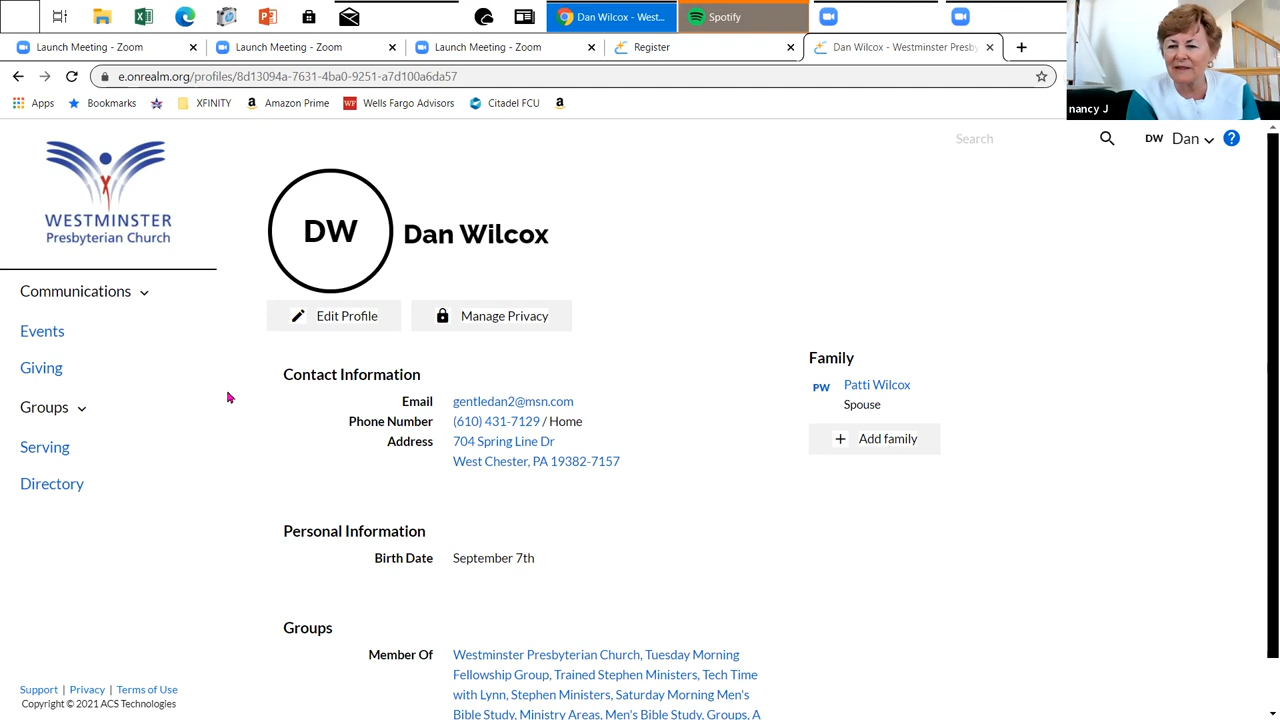 Dan Wilcox - West...
Spotify
Launch Meeting - Zoom
Launch Meeting - Zoom
Launch Meeting - Zoom
Register
Dan Wilcox - Westminster Presb
e.onrealm.org/profiles/8d13094a-7631-4ba0-9251-a7d100a6da57
Apps
Bookmarks
XFINITY
Amazon Prime
WF Wells Fargo Advisors
Citadel FCU
nancy J
WESTMINSTER
Presbyterian Church
Search
DW Dan
?
DW
Dan Wilcox
Edit Profile
Manage Privacy
Communications
Events
Giving
Groups
Serving
Directory
Contact Information
Email gentledan2@msn.com
Phone Number (610) 431-7129 / Home
Address 704 Spring Line Dr
West Chester, PA 19382-7157
Family
PW Patti Wilcox
Spouse
+ Add family
Personal Information
Birth Date September 7th
Groups
Member Of Westminster Presbyterian Church, Tuesday Morning
Fellowship Group, Trained Stephen Ministers, Tech Time
with Lynn, Stephen Ministers, Saturday Morning Men's
Bible Study, Ministry Areas, Men's Bible Study, Groups, A
Support | Privacy | Terms of Use
Copyright © 2021 ACS Technologies